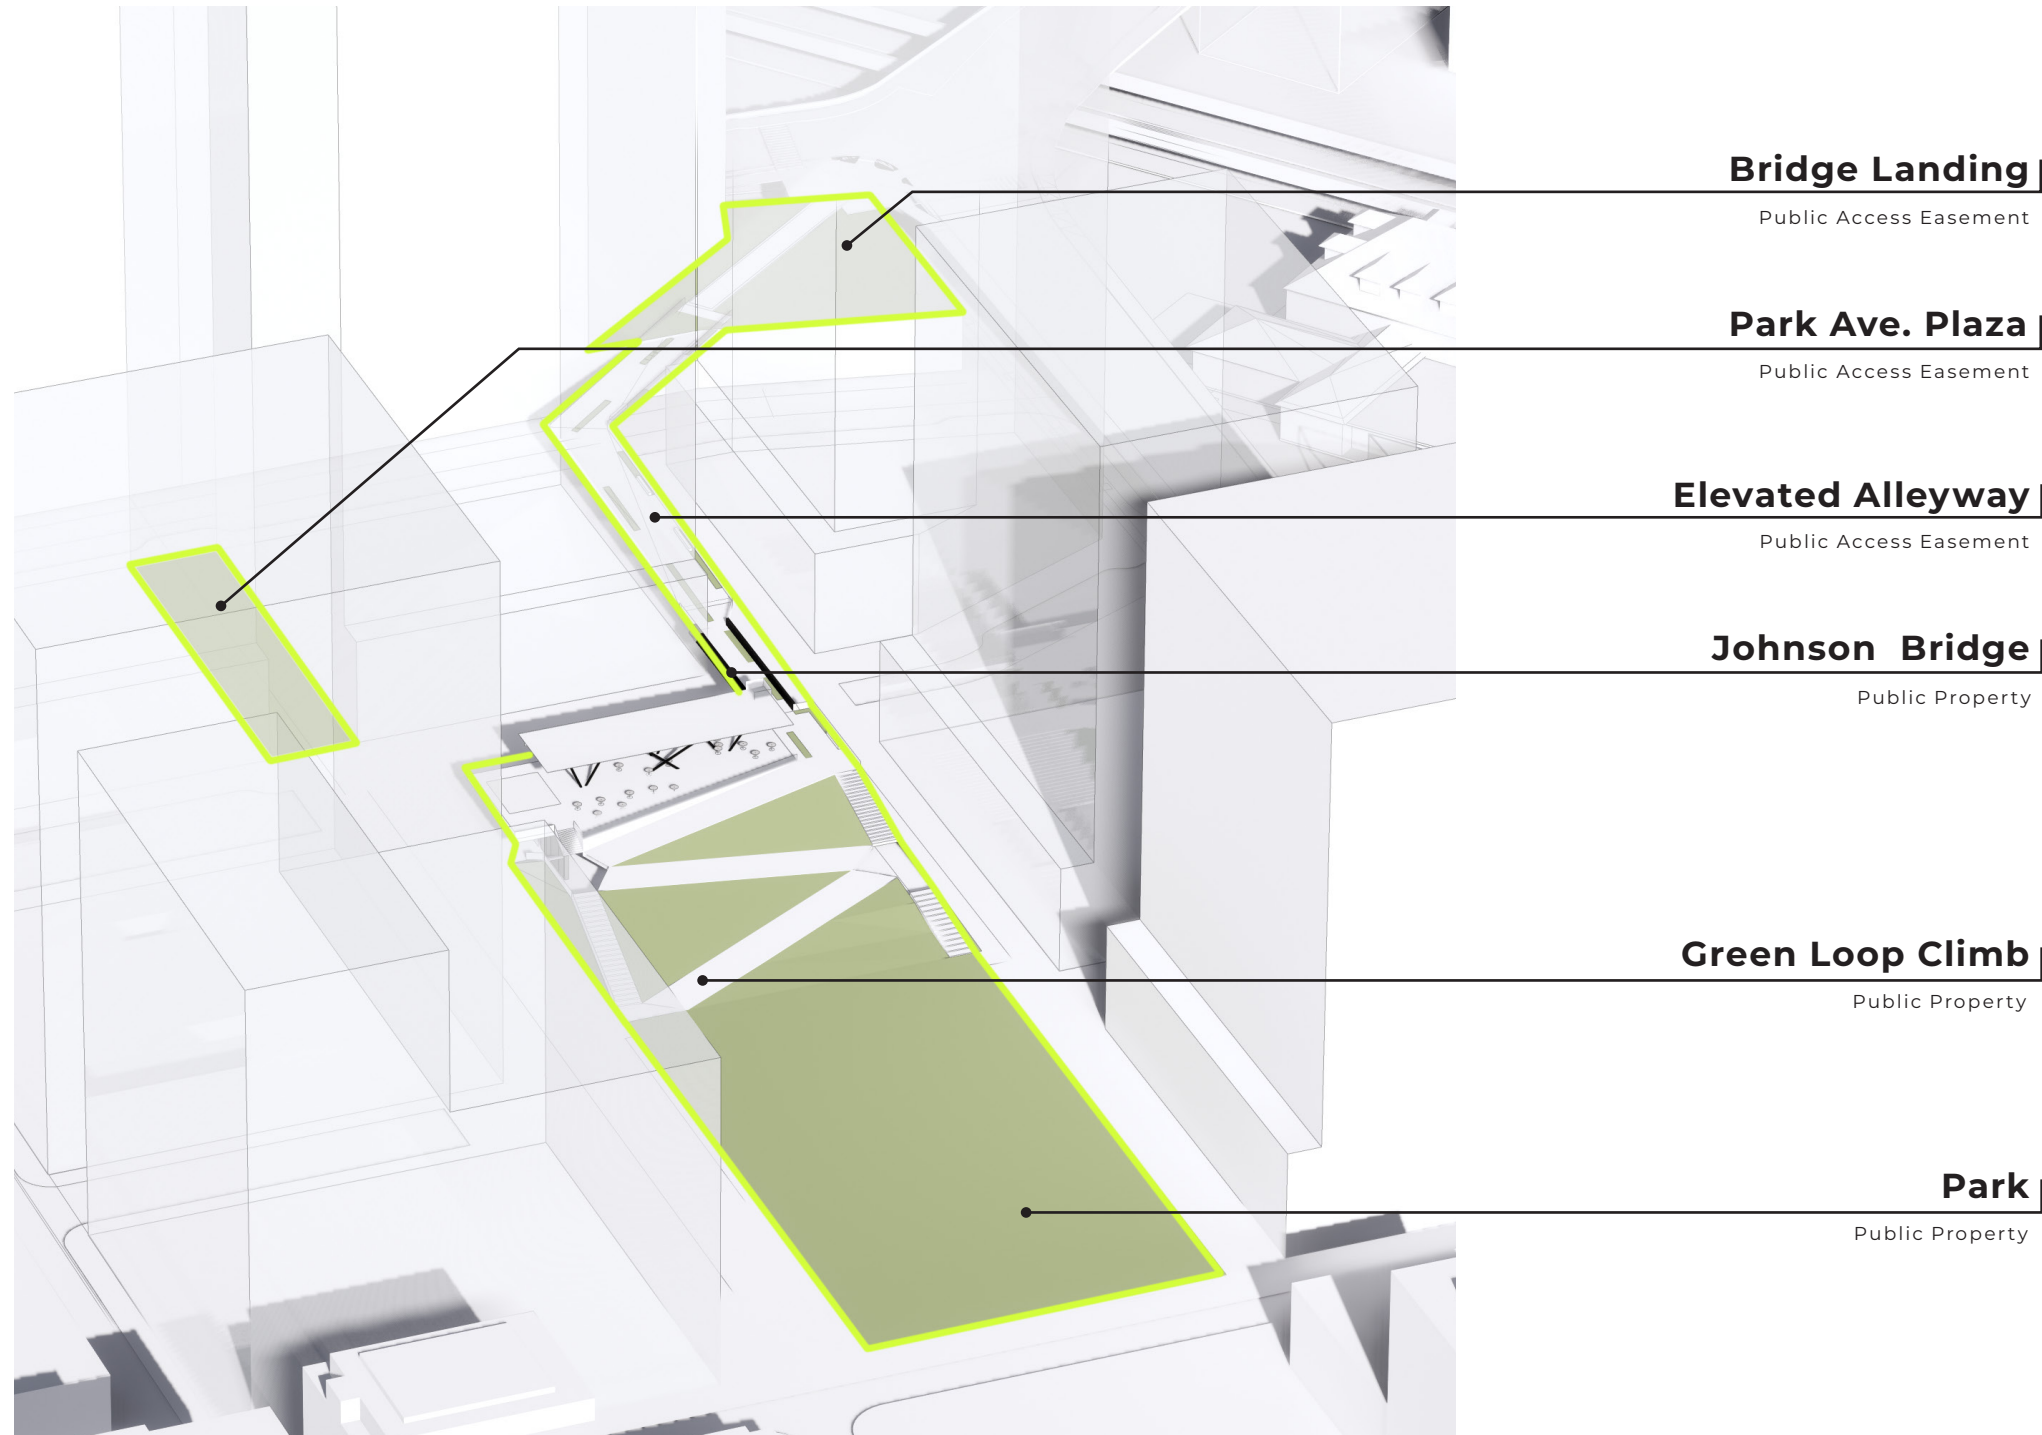 Bridge Landing
Public Access Easement
Park Ave. Plaza
Public Access Easement
Elevated Alleyway
Public Access Easement
Johnson  Bridge
Public Property
Green Loop Climb
Public Property
Park
Public Property